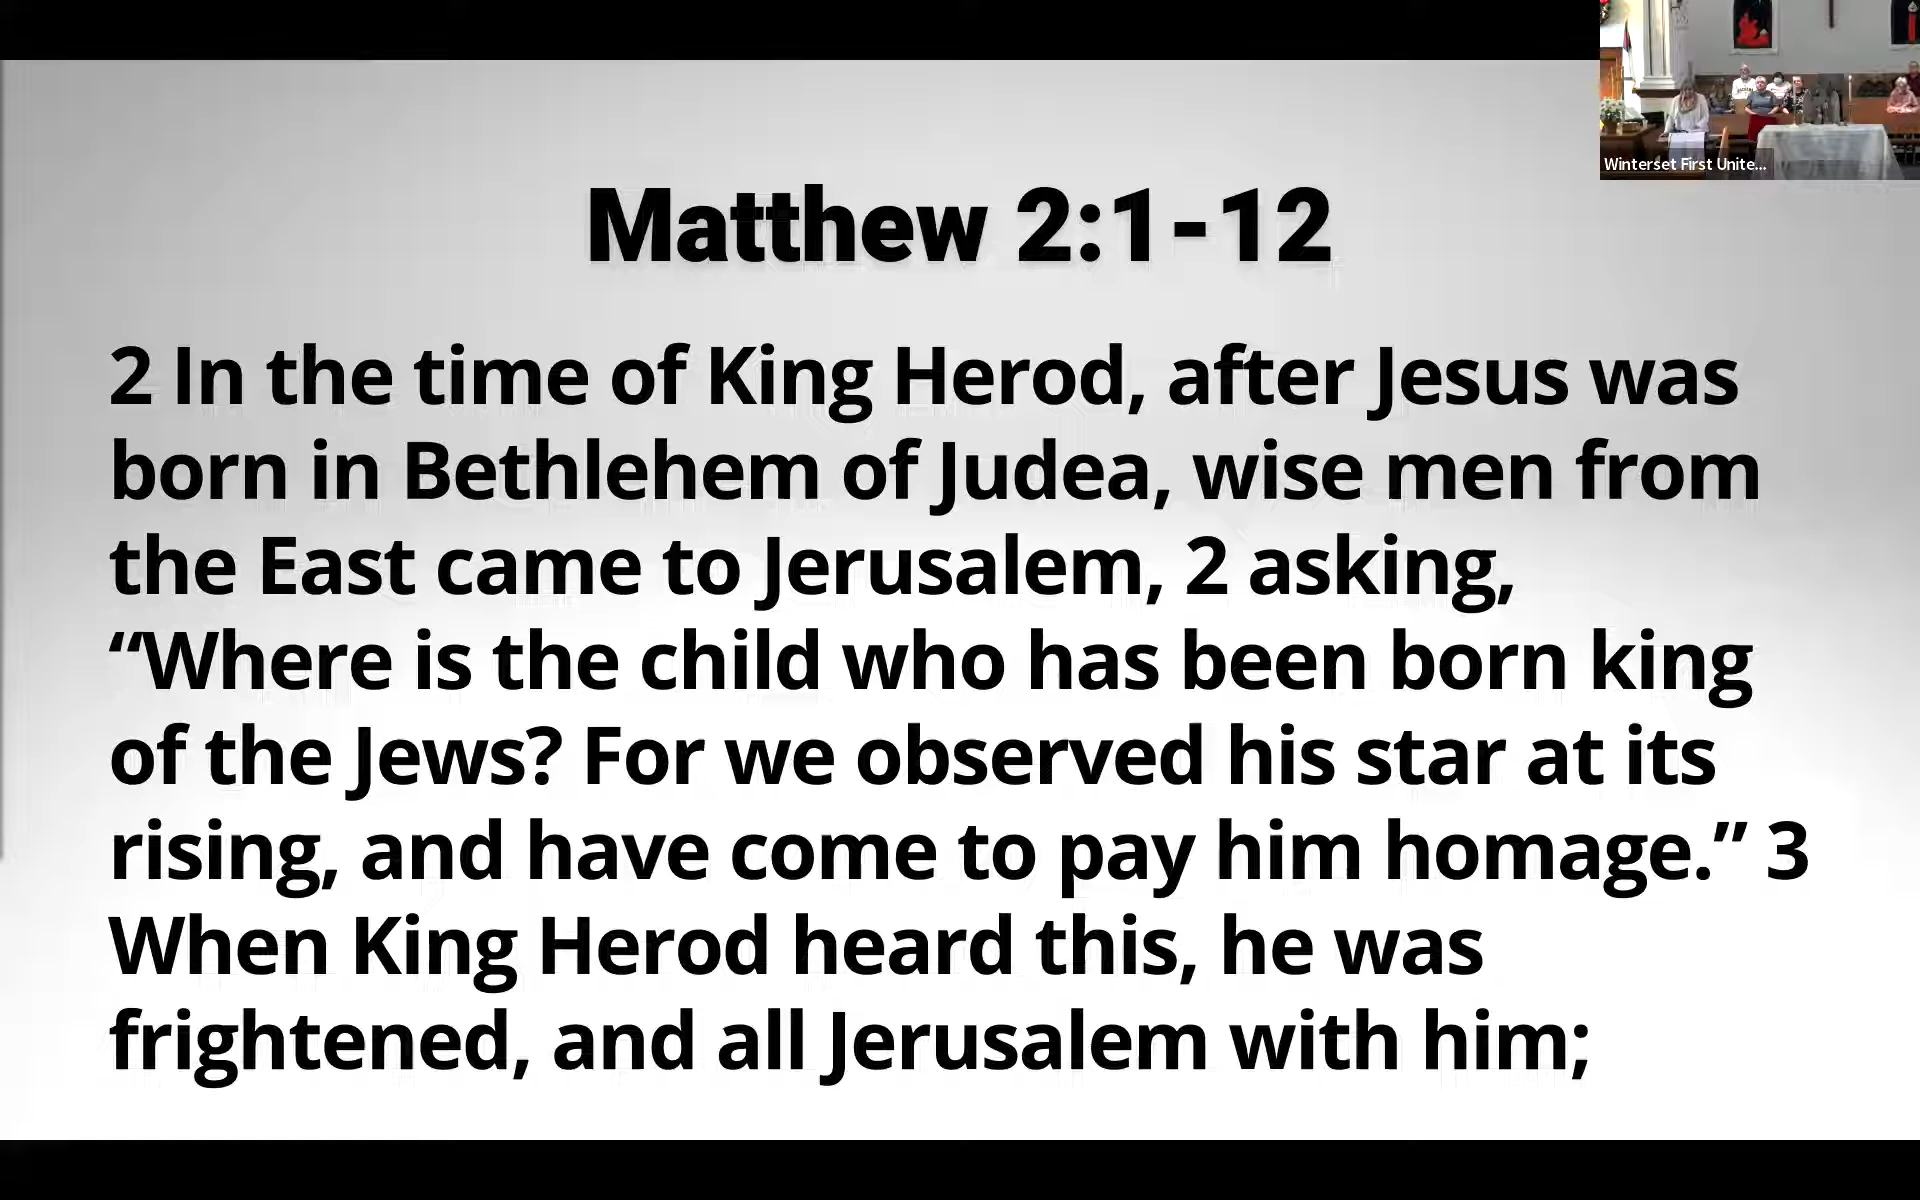 Winterset First Unite...
Matthew 2:1-12
2 In the time of King Herod, after Jesus was
born in Bethlehem of Judea, wise men from
the East came to Jerusalem, 2 asking,
“Where is the child who has been born king
of the Jews? For we observed his star at its
rising, and have come to pay him homage.” 3
When King Herod heard this, he was
frightened, and all Jerusalem with him;